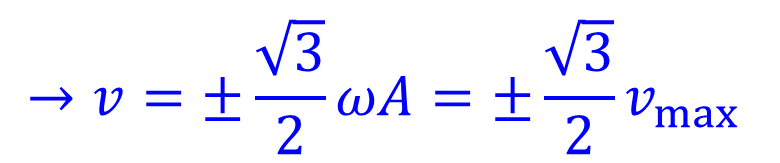 → v = ± √3/2 ωA = ± √3/2 v_max